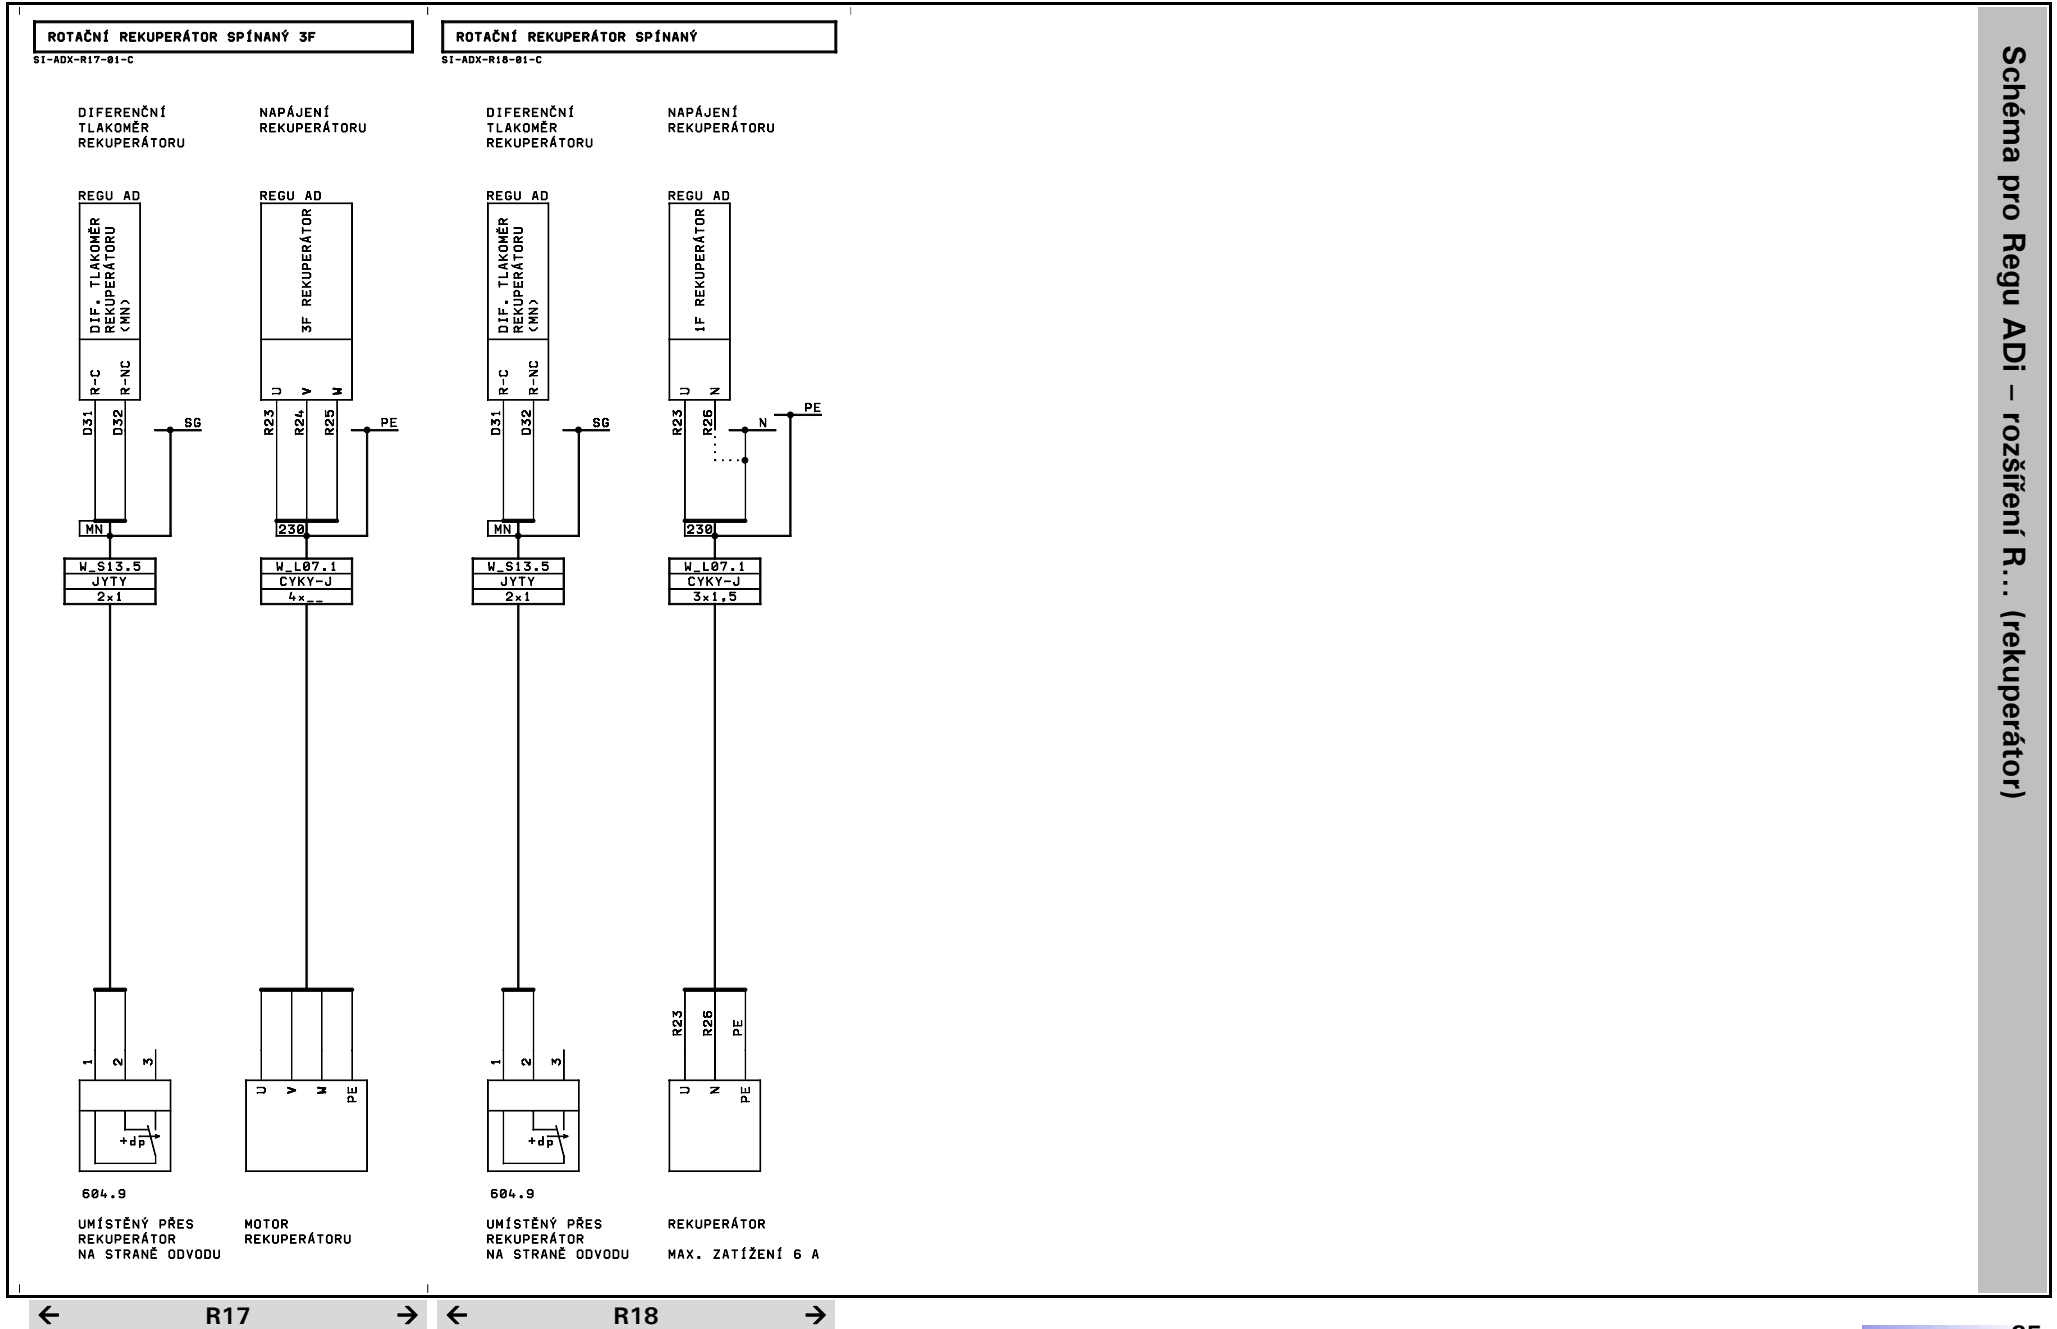 ROTAČNÍ REKUPERÁTOR SPÍNANÝ 3F
SI-ADX-R17-01-C
DIFERENČNÍ
TLAKOMĚR
REKUPERÁTORU
NAPÁJENÍ
REKUPERÁTORU
REGU AD
DIF. TLAKOMĚR
REKUPERÁTORU
(MN)
R-C
R-NC
D31
D32
SG
MN
W_S13.5
JYTY
2x1
REGU AD
3F REKUPERÁTOR
U
V
W
R23
R24
R25
PE
230
W_L07.1
CYKY-J
4x__
1
2
3
+dp
604.9
UMÍSTĚNÝ PŘES
REKUPERÁTOR
NA STRANĚ ODVODU
U
V
W
PE
MOTOR
REKUPERÁTORU
ROTAČNÍ REKUPERÁTOR SPÍNANÝ
SI-ADX-R18-01-C
DIFERENČNÍ
TLAKOMĚR
REKUPERÁTORU
NAPÁJENÍ
REKUPERÁTORU
REGU AD
DIF. TLAKOMĚR
REKUPERÁTORU
(MN)
R-C
R-NC
D31
D32
SG
MN
W_S13.5
JYTY
2x1
REGU AD
1F REKUPERÁTOR
U
N
R23
R26
N
PE
230
W_L07.1
CYKY-J
3x1,5
1
2
3
+dp
604.9
UMÍSTĚNÝ PŘES
REKUPERÁTOR
NA STRANĚ ODVODU
R23
R26
PE
U
N
PE
REKUPERÁTOR
MAX. ZATÍŽENÍ 6 A
Schéma pro Regu ADi – rozšíření R... (rekuperátor)
← R17 →
← R18 →